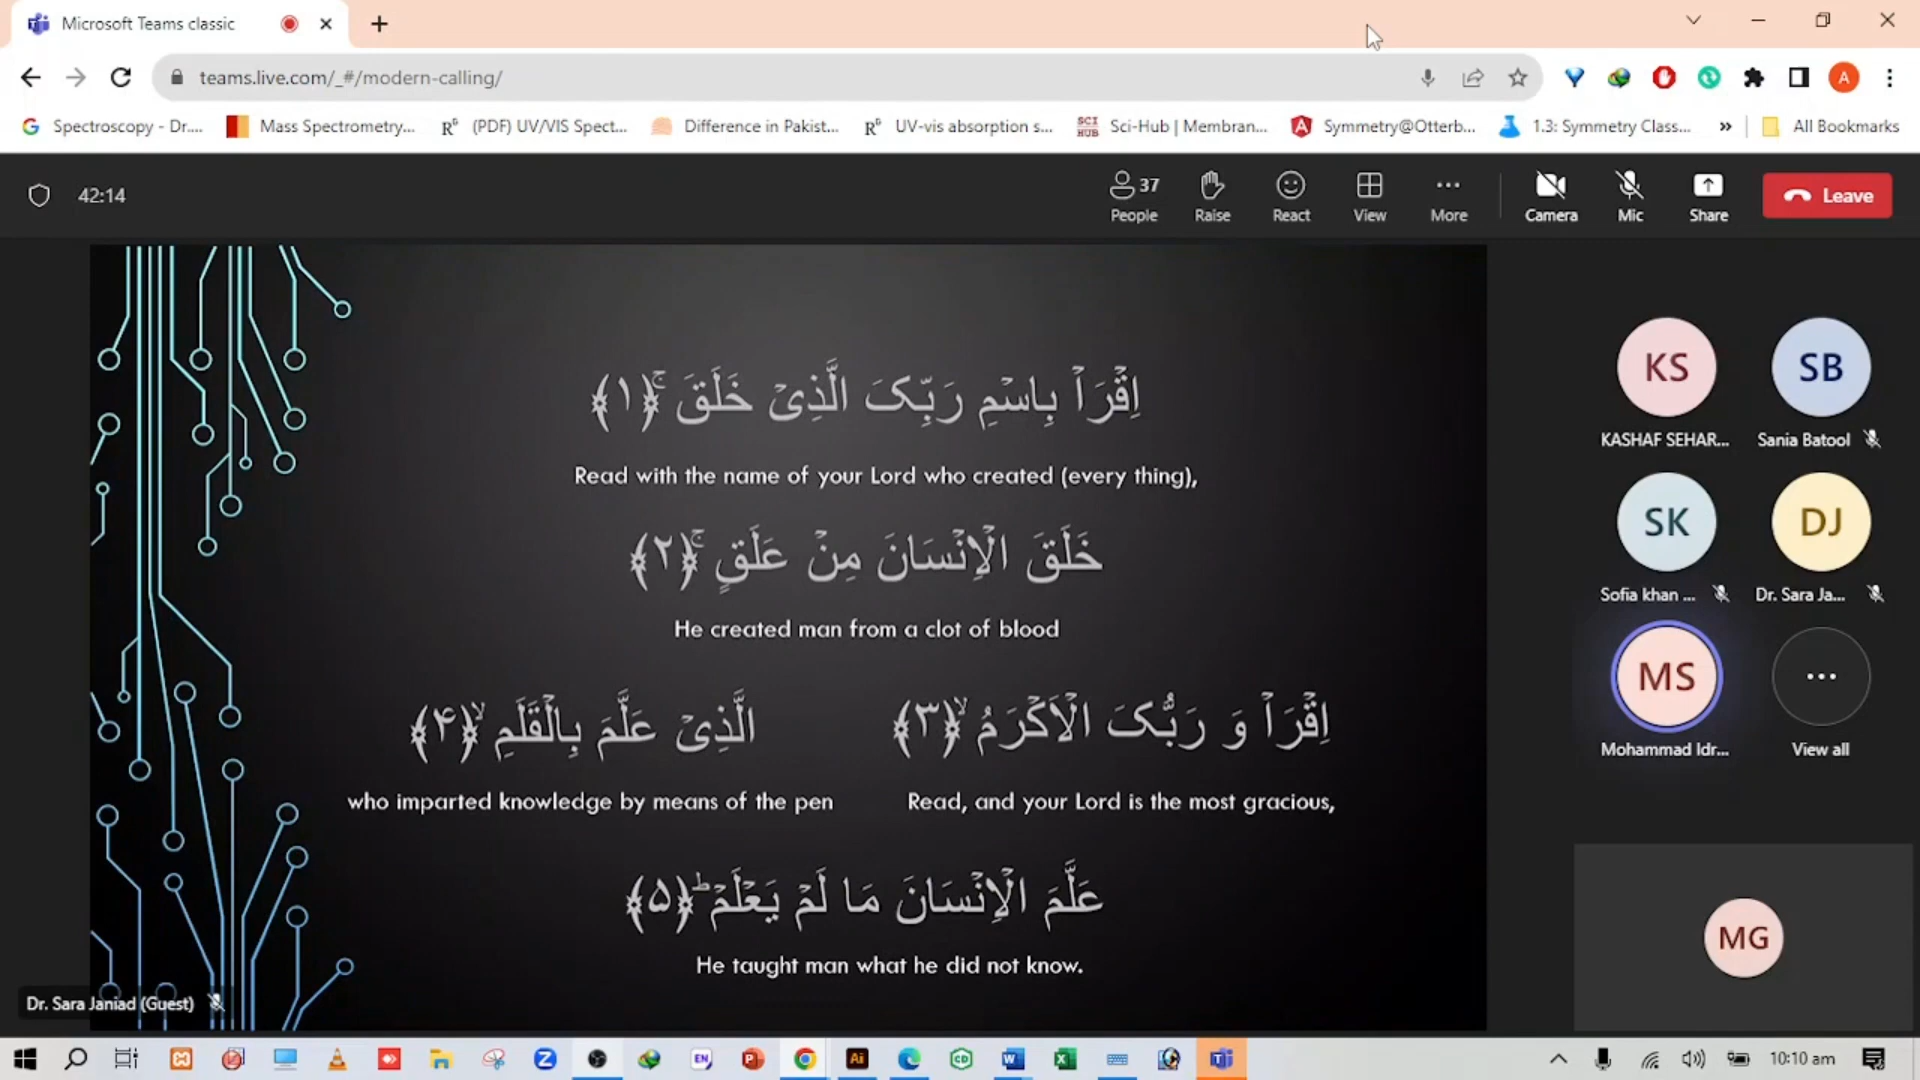 Microsoft Teams classic
teams.live.com/_#/modern-calling/
A
Spectroscopy - Dr....
Mass Spectrometry...
(PDF) UV/VIS Spect...
Difference in Pakist...
UV-vis absorption s...
SCI HUB
Sci-Hub | Membran...
Symmetry@Otterb...
1.3: Symmetry Class...
»
All Bookmarks
42:14
37
People
Raise
React
View
More
Camera
Mic
Share
Leave
اِقۡرَاۡ بِاسۡمِ رَبِّکَ الَّذِیۡ خَلَقَ ۚ﴿۱﴾
Read with the name of your Lord who created (every thing),
خَلَقَ الۡاِنۡسَانَ مِنۡ عَلَقٍ ۚ﴿۲﴾
He created man from a clot of blood
اِقۡرَاۡ وَ رَبُّکَ الۡاَکۡرَمُ ۙ﴿۳﴾
الَّذِیۡ عَلَّمَ بِالۡقَلَمِ ۙ﴿۴﴾
Read, and your Lord is the most gracious,
who imparted knowledge by means of the pen
عَلَّمَ الۡاِنۡسَانَ مَا لَمۡ یَعۡلَمۡ ؕ﴿۵﴾
He taught man what he did not know.
Dr. Sara Janiad (Guest)
KS
SB
KASHAF SEHAR...
Sania Batool
SK
DJ
Sofia khan ...
Dr. Sara Ja...
MS
Mohammad Idr...
View all
MG
10:10 am